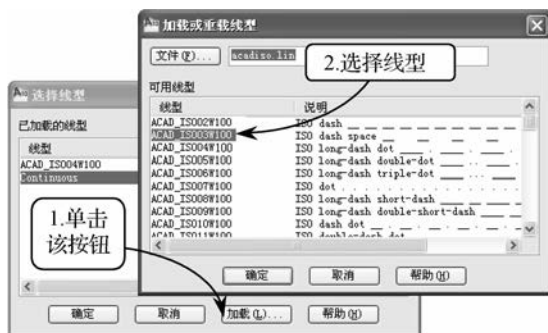 加载或重载线型
文件(F)... acadiso.lin
2.选择线型
可用线型
线型 说明
ACAD_ISO02W100 ISO dash
ACAD_ISO03W100 ISO dash space
ACAD_ISO04W100 ISO long-dash dot
ACAD_ISO05W100 ISO long-dash double-dot
ACAD_ISO06W100 ISO long-dash triple-dot
ACAD_ISO07W100 ISO dot
ACAD_ISO08W100 ISO long-dash short-dash
ACAD_ISO09W100 ISO long-dash double-short-dash
ACAD_ISO10W100 ISO dash dot
ACAD_ISO11W100 ISO double-dash dot
确定 取消 帮助(H)
选择线型
已加载的线型
线型
ACAD_ISO04W100
Continuous
1.单击
该按钮
确定 取消 加载(L)... 帮助(H)